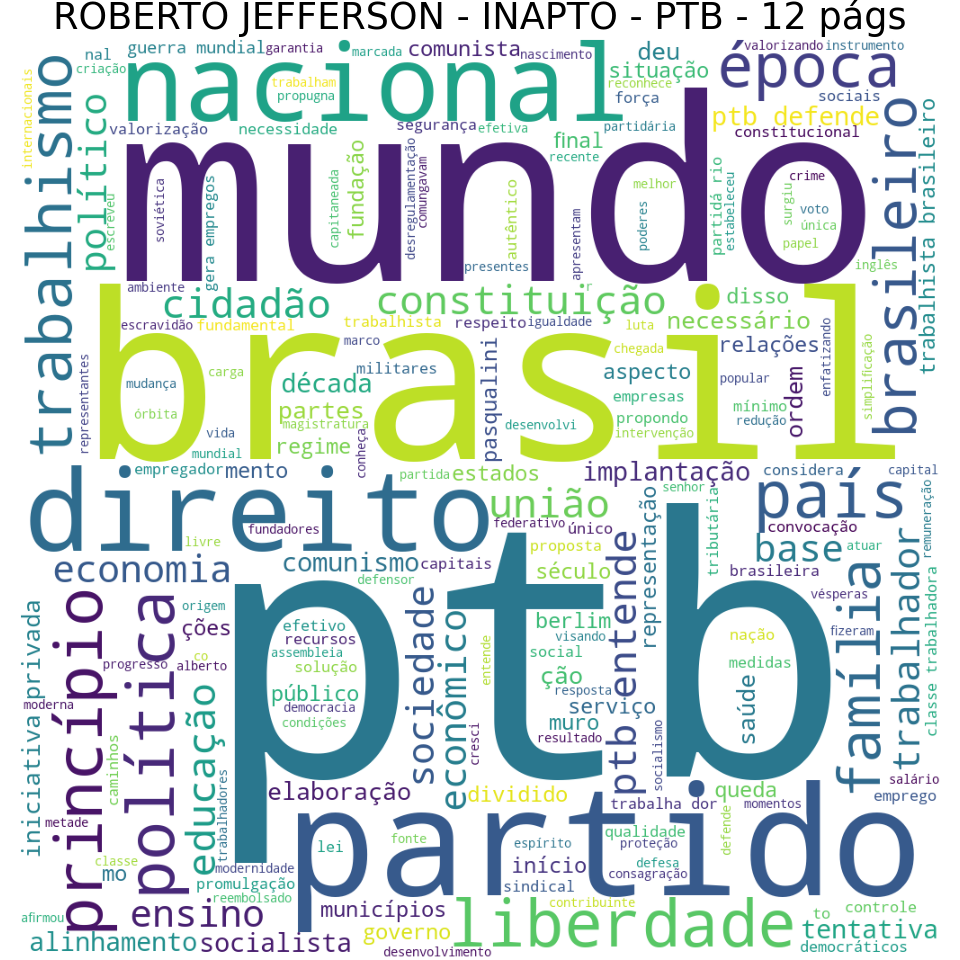 ROBERTO JEFFERSON - INAPTO - PTB - 12 págs
nal
guerra mundial
garantia
marcada
comunista
nascimento
deu
valorizando
instrumento
criação
nacional
trabalham
propugna
situação
reconhece
época
força
sociais
internacionais
trabalhismo
político
escreveu
valorização
necessidade
segurança
efetiva
final
recente
partidária
ptb defende
constitucional
brasileiro
trabalhista brasileiro
mundo
soviética
gera empregos
capitaneada
fundação
desregulamentação
comungavam
autêntico
apresentam
melhor
poderes
partidá rio
estabeleceu
crime
surgiu
voto
única
papel
inglês
presentes
ambiente
r
cidadão
constituição
disso
escravidão
fundamental
trabalhista
respeito
igualdade
luta
necessário
marco
brasil
representantes
mudança
carga
órbita
vida
mundial
década
militares
partes
magistratura
regime
conheça
pasqualini
desenvolvi
chegada
aspecto
empresas
propondo
intervenção
relações
popular
mínimo
redução
ordem
enfatizando
simplificação
empregador
mento
partida
estados
implantação
considera
capital
direito
fundadores
livre
união
federativo
único
senhor
país
convocação
remuneração
economia
comunismo
capitais
defensor
proposta
século
representação
tributária
base
atuar
brasileira
vésperas
trabalhador
classe trabalhadora
ptb
origem
ções
efetivo
recursos
assembleia
solução
público
democracia
condições
sociedade
econômico
entende
cresci
berlim
visando
social
ção
resposta
serviço
muro
resultado
ptb entende
socialismo
nação
medidas
saúde
fizeram
família
iniciativa privada
moderna
princípio
progresso
alberto
co
política
caminhos
educação
trabalhadores
metade
classe
mo
elaboração
dividido
trabalha dor
queda
momentos
salário
emprego
partido
lei
fonte
espírito
início
sindical
qualidade
proteção
defesa
consagração
defende
modernidade
promulgação
reembolsado
afirmou
ensino
municípios
contribuinte
liberdade
to
controle
tentativa
alinhamento
socialista
governo
desenvolvimento
democráticos